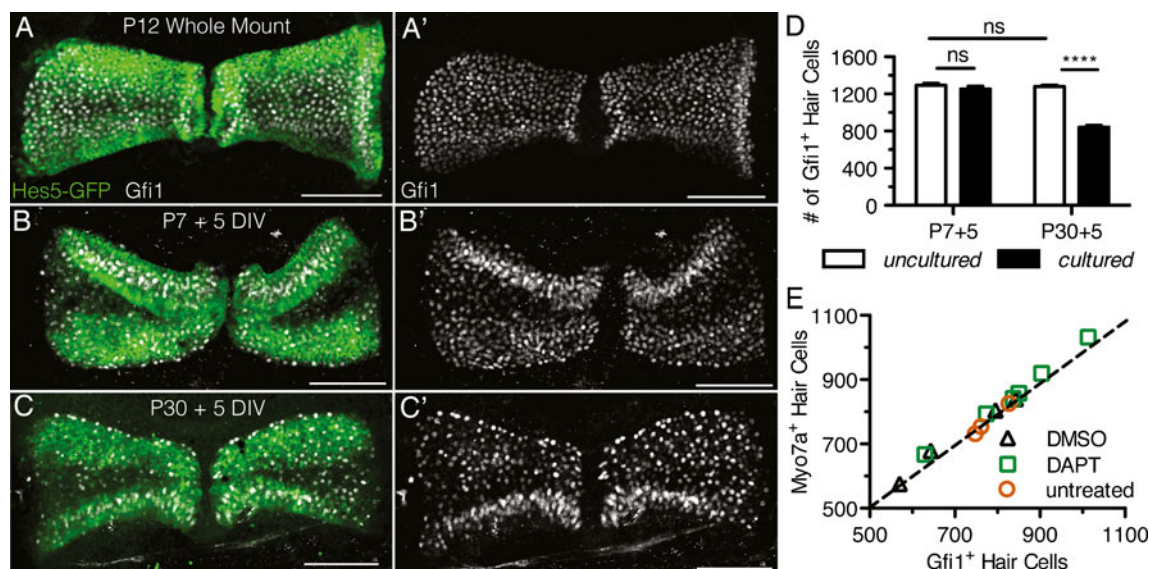 A P12 Whole Mount
Hes5-GFP Gfi1
A'
Gfi1
B P7 + 5 DIV
B'
C P30 + 5 DIV
C'
D
# of Gfi1+ Hair Cells
1600
1200
800
400
0
ns
ns
****
P7+5 P30+5
uncultured cultured
E
Myo7a+ Hair Cells
1100
900
700
500
DMSO
DAPT
untreated
500 700 900 1100
Gfi1+ Hair Cells